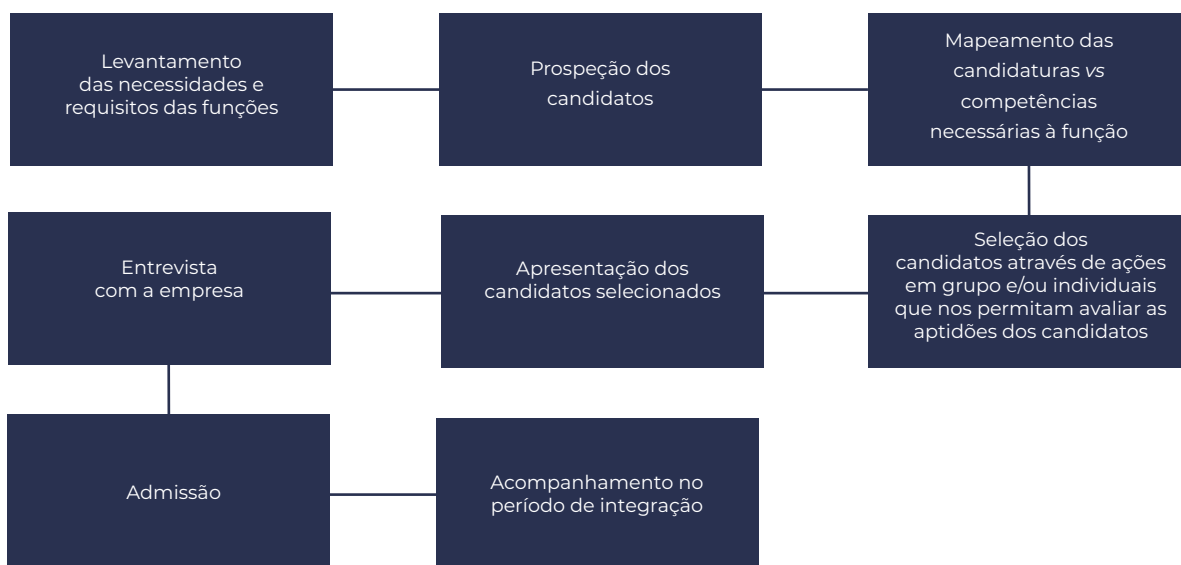 Levantamento
das necessidades e
requisitos das funções
Prospeção dos
candidatos
Mapeamento das
candidaturas vs
competências
necessárias à função
Seleção dos
candidatos através de ações
em grupo e/ou individuais
que nos permitam avaliar as
aptidões dos candidatos
Apresentação dos
candidatos selecionados
Entrevista
com a empresa
Admissão
Acompanhamento no
período de integração